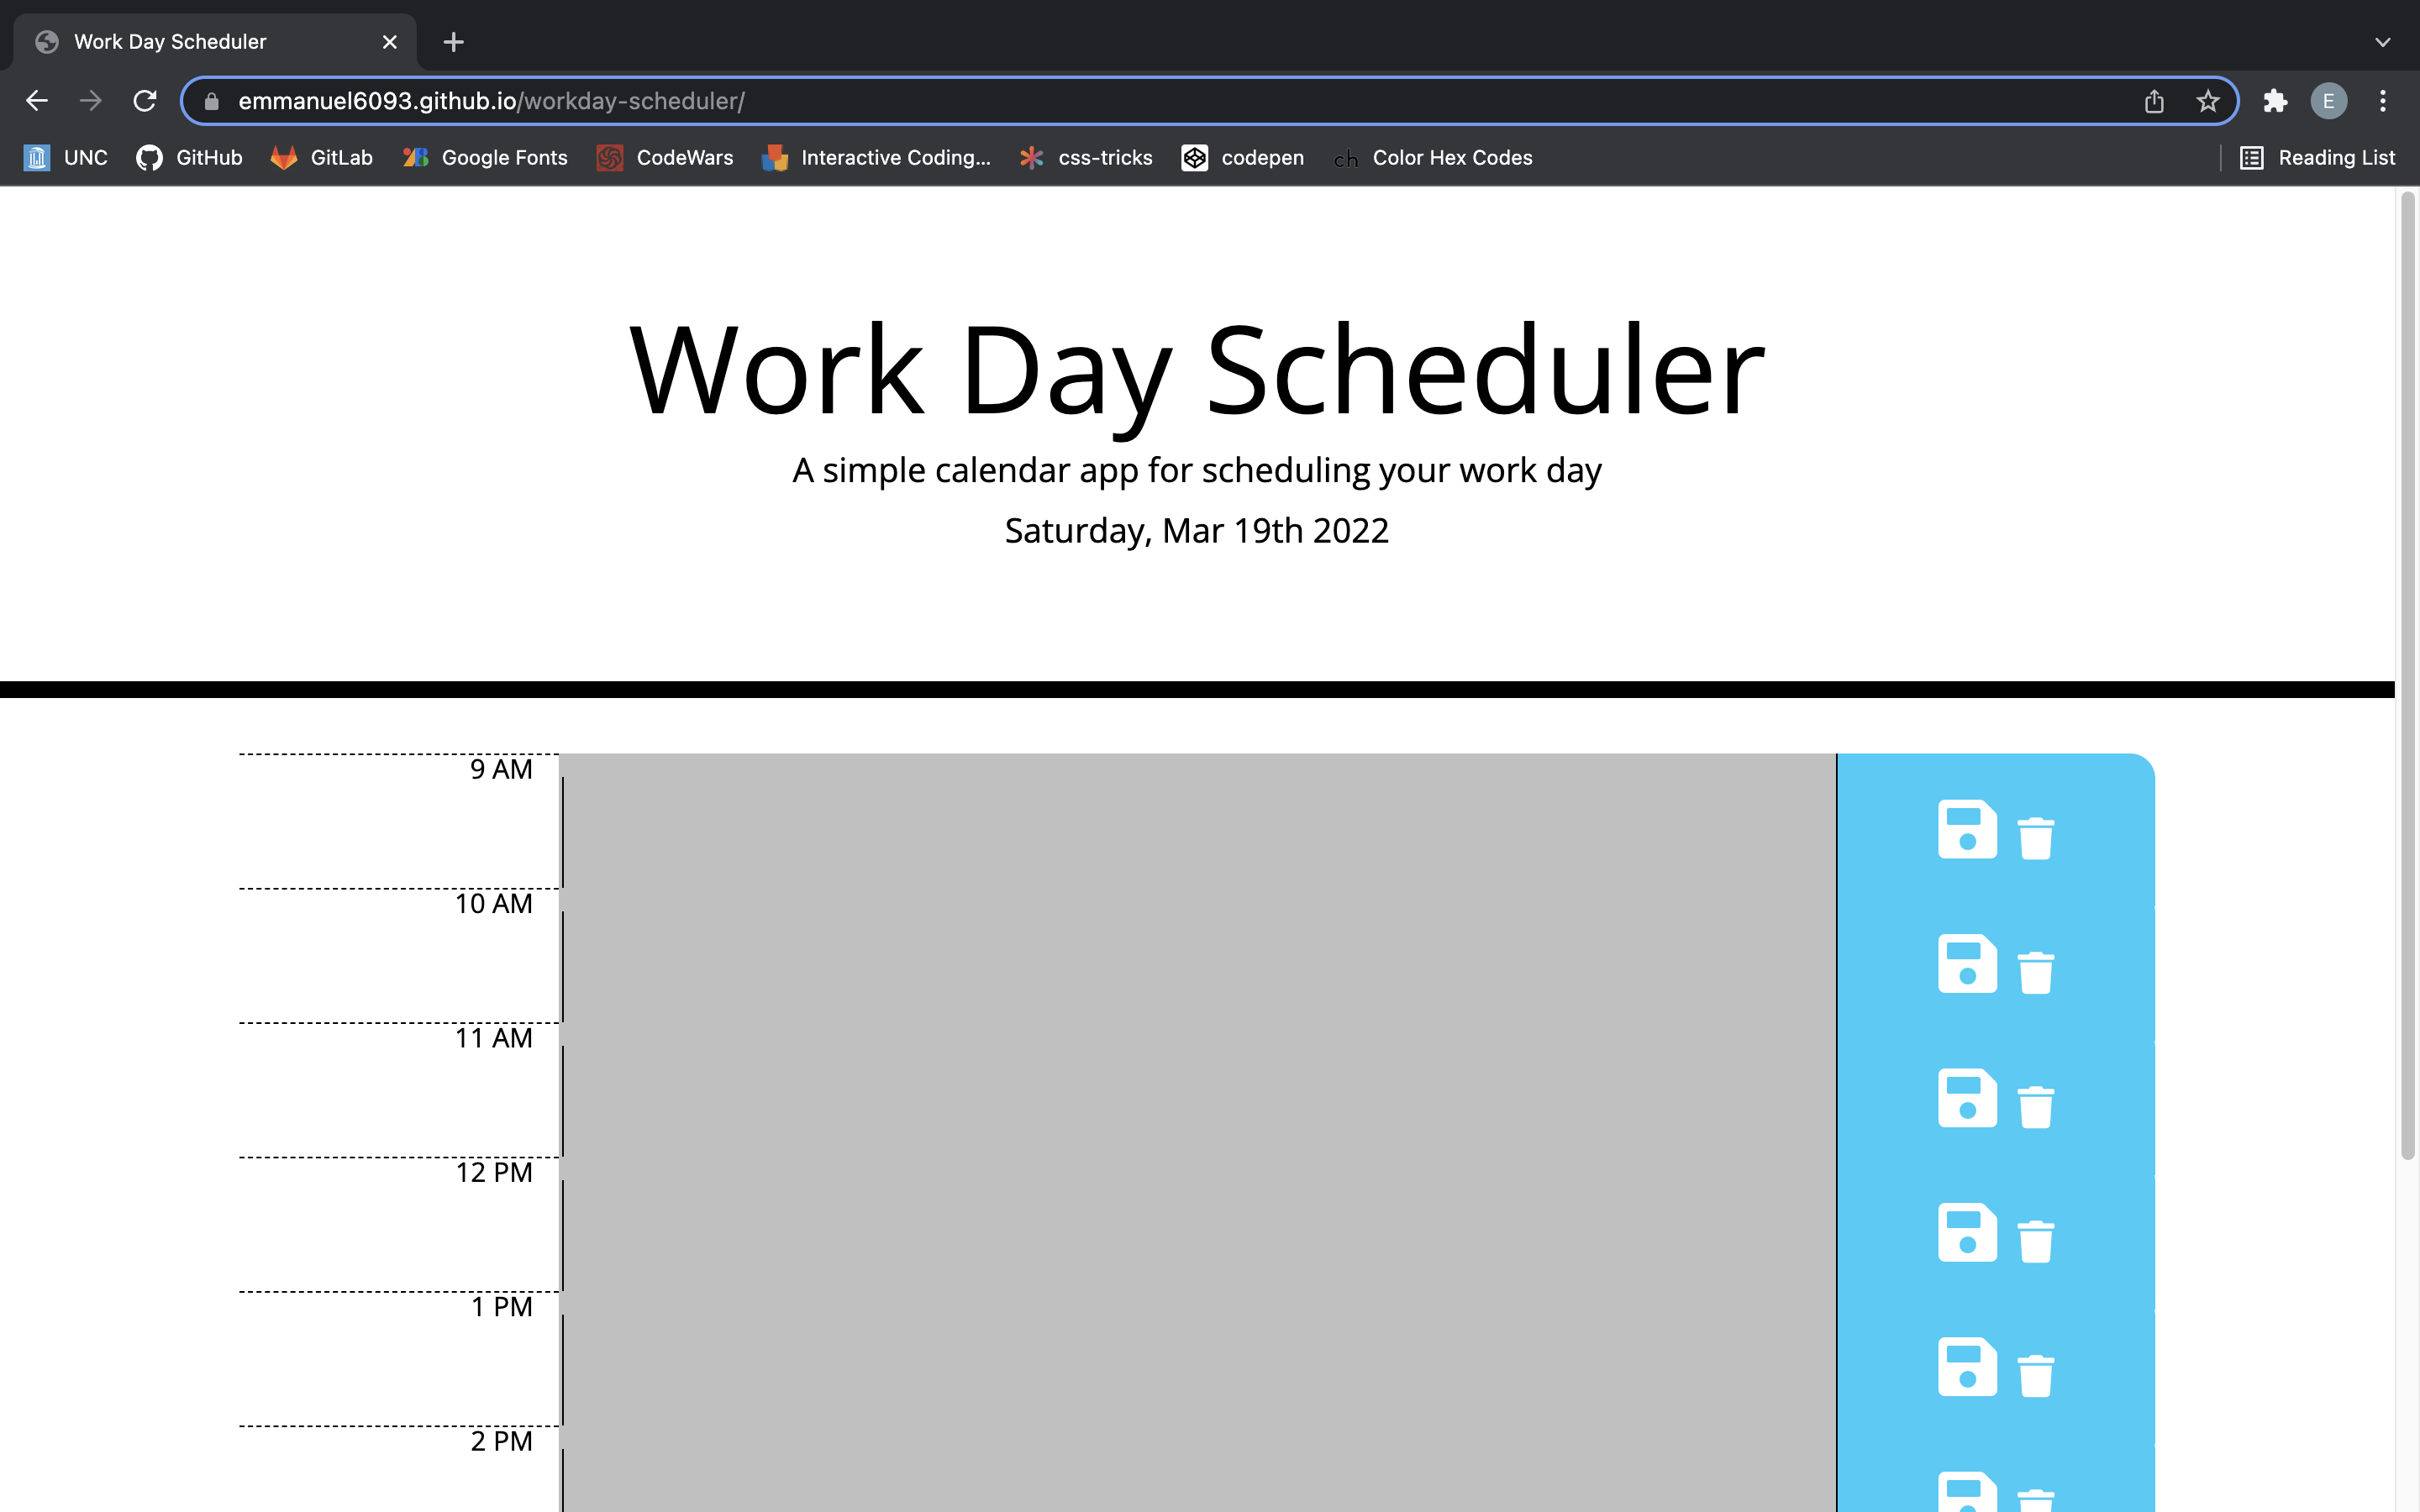 Work Day Scheduler
emmanuel6093.github.io/workday-scheduler/
E
UNC GitHub GitLab Google Fonts CodeWars Interactive Coding... css-tricks codepen ch Color Hex Codes Reading List
Work Day Scheduler
A simple calendar app for scheduling your work day
Saturday, Mar 19th 2022
9 AM
10 AM
11 AM
12 PM
1 PM
2 PM